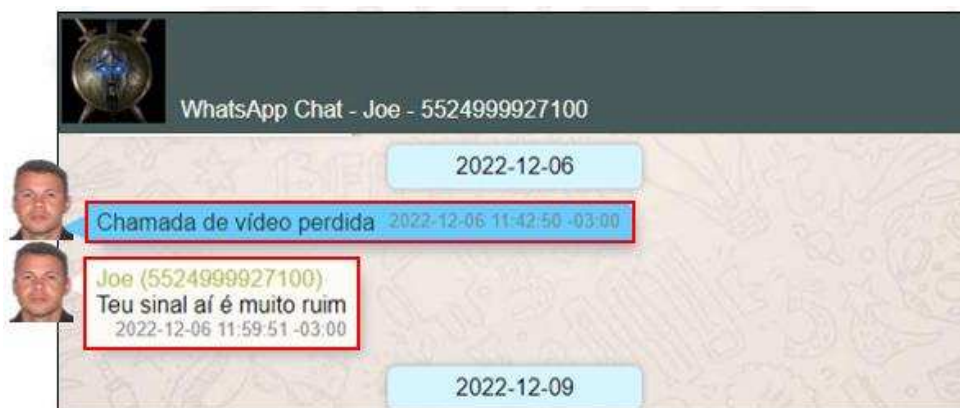 WhatsApp Chat - Joe - 5524999927100
2022-12-06
Chamada de vídeo perdida 2022-12-06 11:42:50 -03:00
Joe (5524999927100)
Teu sinal aí é muito ruim
2022-12-06 11:59:51 -03:00
2022-12-09